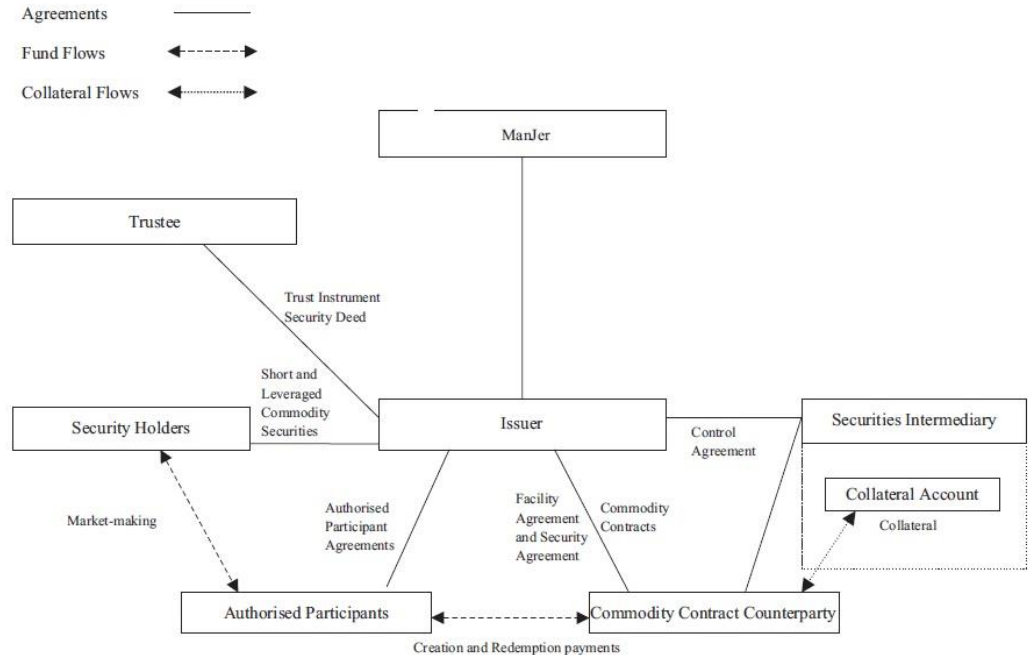 Agreements
Fund Flows
Collateral Flows
ManJer
Trustee
Trust Instrument
Security Deed
Short and
Leveraged
Commodity
Securities
Security Holders
Issuer
Control
Agreement
Securities Intermediary
Collateral Account
Collateral
Market-making
Authorised
Participant
Agreements
Facility
Agreement
and Security
Agreement
Commodity
Contracts
Authorised Participants
Commodity Contract Counterparty
Creation and Redemption payments